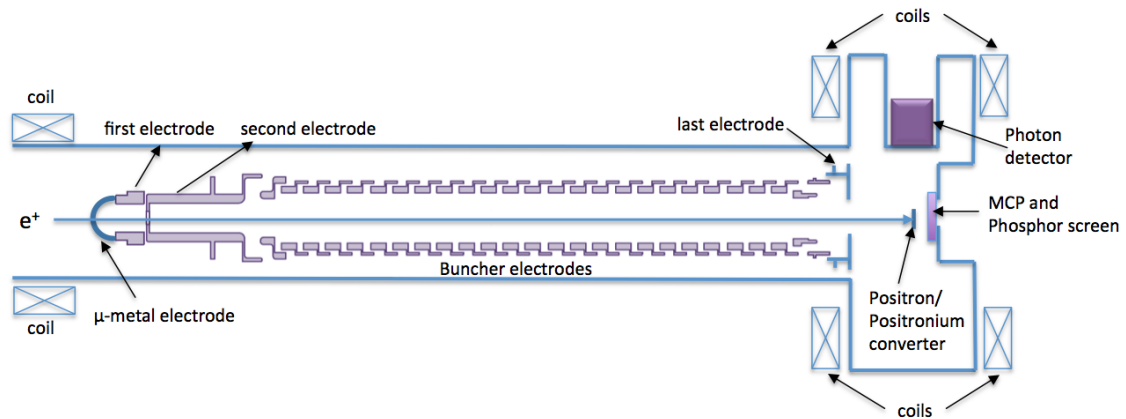 coils
coil
first electrode
second electrode
last electrode
Photon
detector
e⁺
MCP and
Phosphor screen
Buncher electrodes
coil
μ-metal electrode
Positron/
Positronium
converter
coils